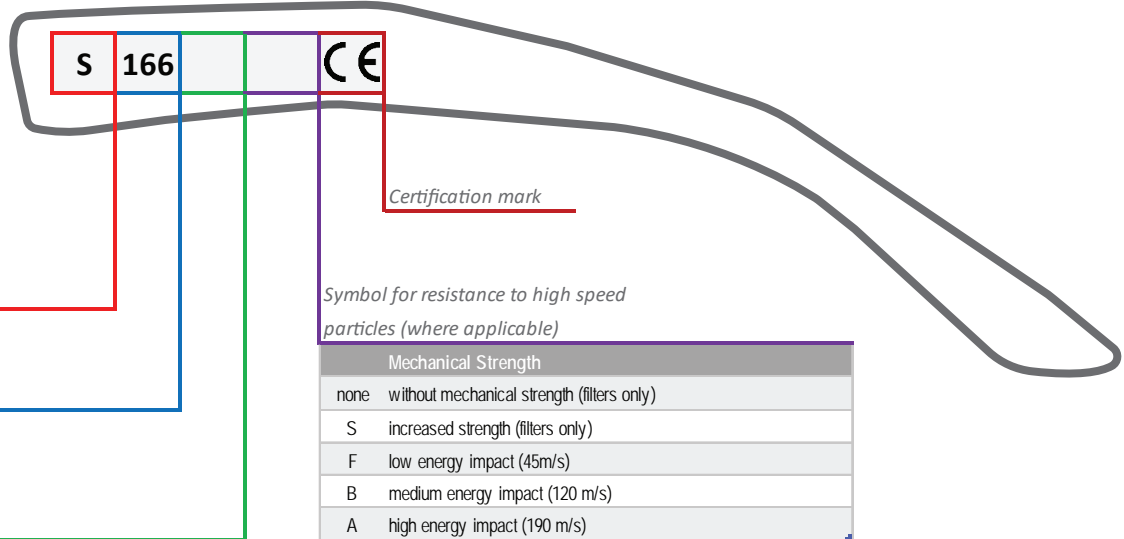 S 166 CE
Certification mark
Symbol for resistance to high speed
particles (where applicable)
Mechanical Strength
none without mechanical strength (filters only)
S increased strength (filters only)
F low energy impact (45m/s)
B medium energy impact (120 m/s)
A high energy impact (190 m/s)